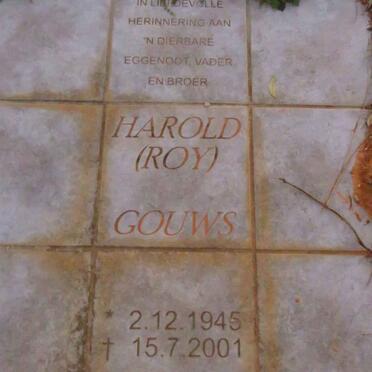 IN LIEFDEVOLLE
HERINNERING AAN
'N DIERBARE
EGGENOOT, VADER
EN BROER
HAROLD
(ROY)
GOUWS
* 2.12.1945
† 15.7.2001